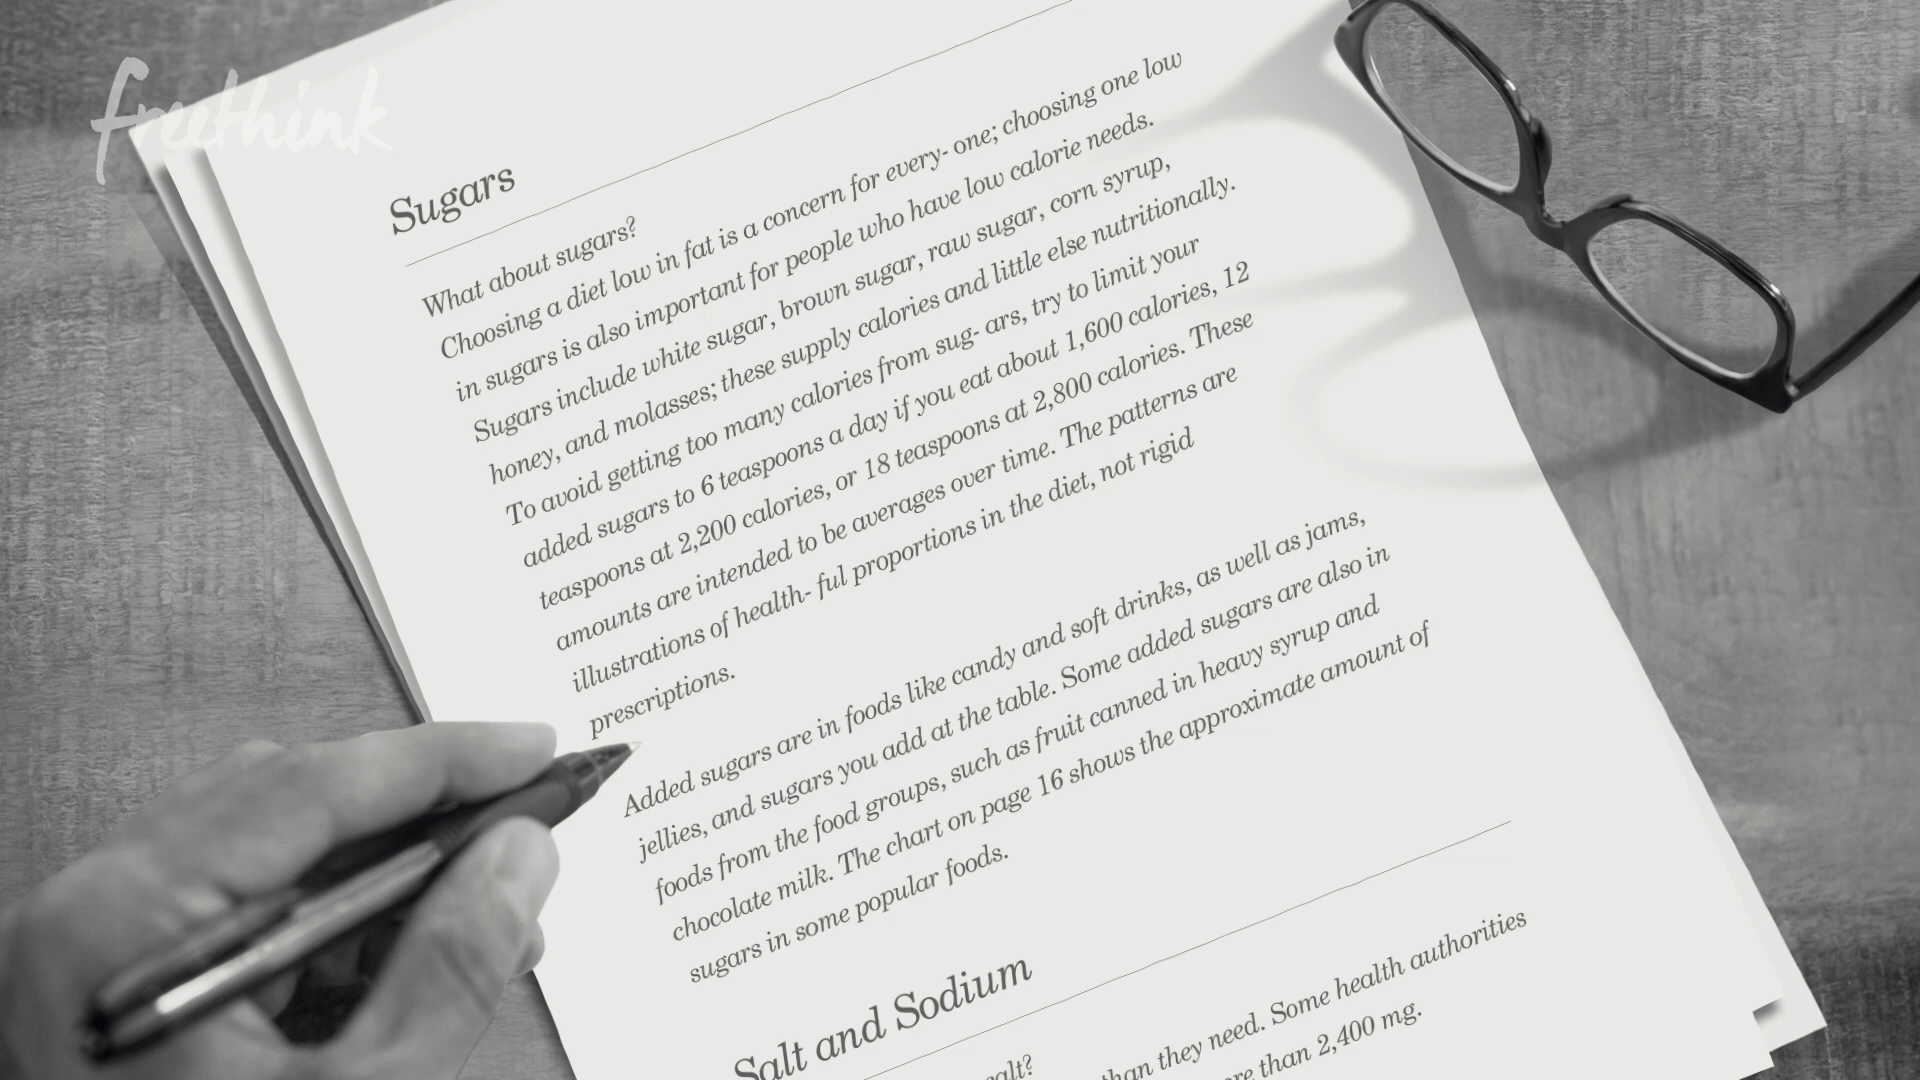 freethink
Sugars
What about sugars?
Choosing a diet low in fat is a concern for every- one; choosing one low
in sugars is also important for people who have low calorie needs.
Sugars include white sugar, brown sugar, raw sugar, corn syrup,
honey, and molasses; these supply calories and little else nutritionally.
To avoid getting too many calories from sug- ars, try to limit your
added sugars to 6 teaspoons a day if you eat about 1,600 calories, 12
teaspoons at 2,200 calories, or 18 teaspoons at 2,800 calories. These
amounts are intended to be averages over time. The patterns are
illustrations of health- ful proportions in the diet, not rigid
prescriptions.
Added sugars are in foods like candy and soft drinks, as well as jams,
jellies, and sugars you add at the table. Some added sugars are also in
foods from the food groups, such as fruit canned in heavy syrup and
chocolate milk. The chart on page 16 shows the approximate amount of
sugars in some popular foods.
Salt and Sodium
they need. Some health authorities
than 2,400 mg.